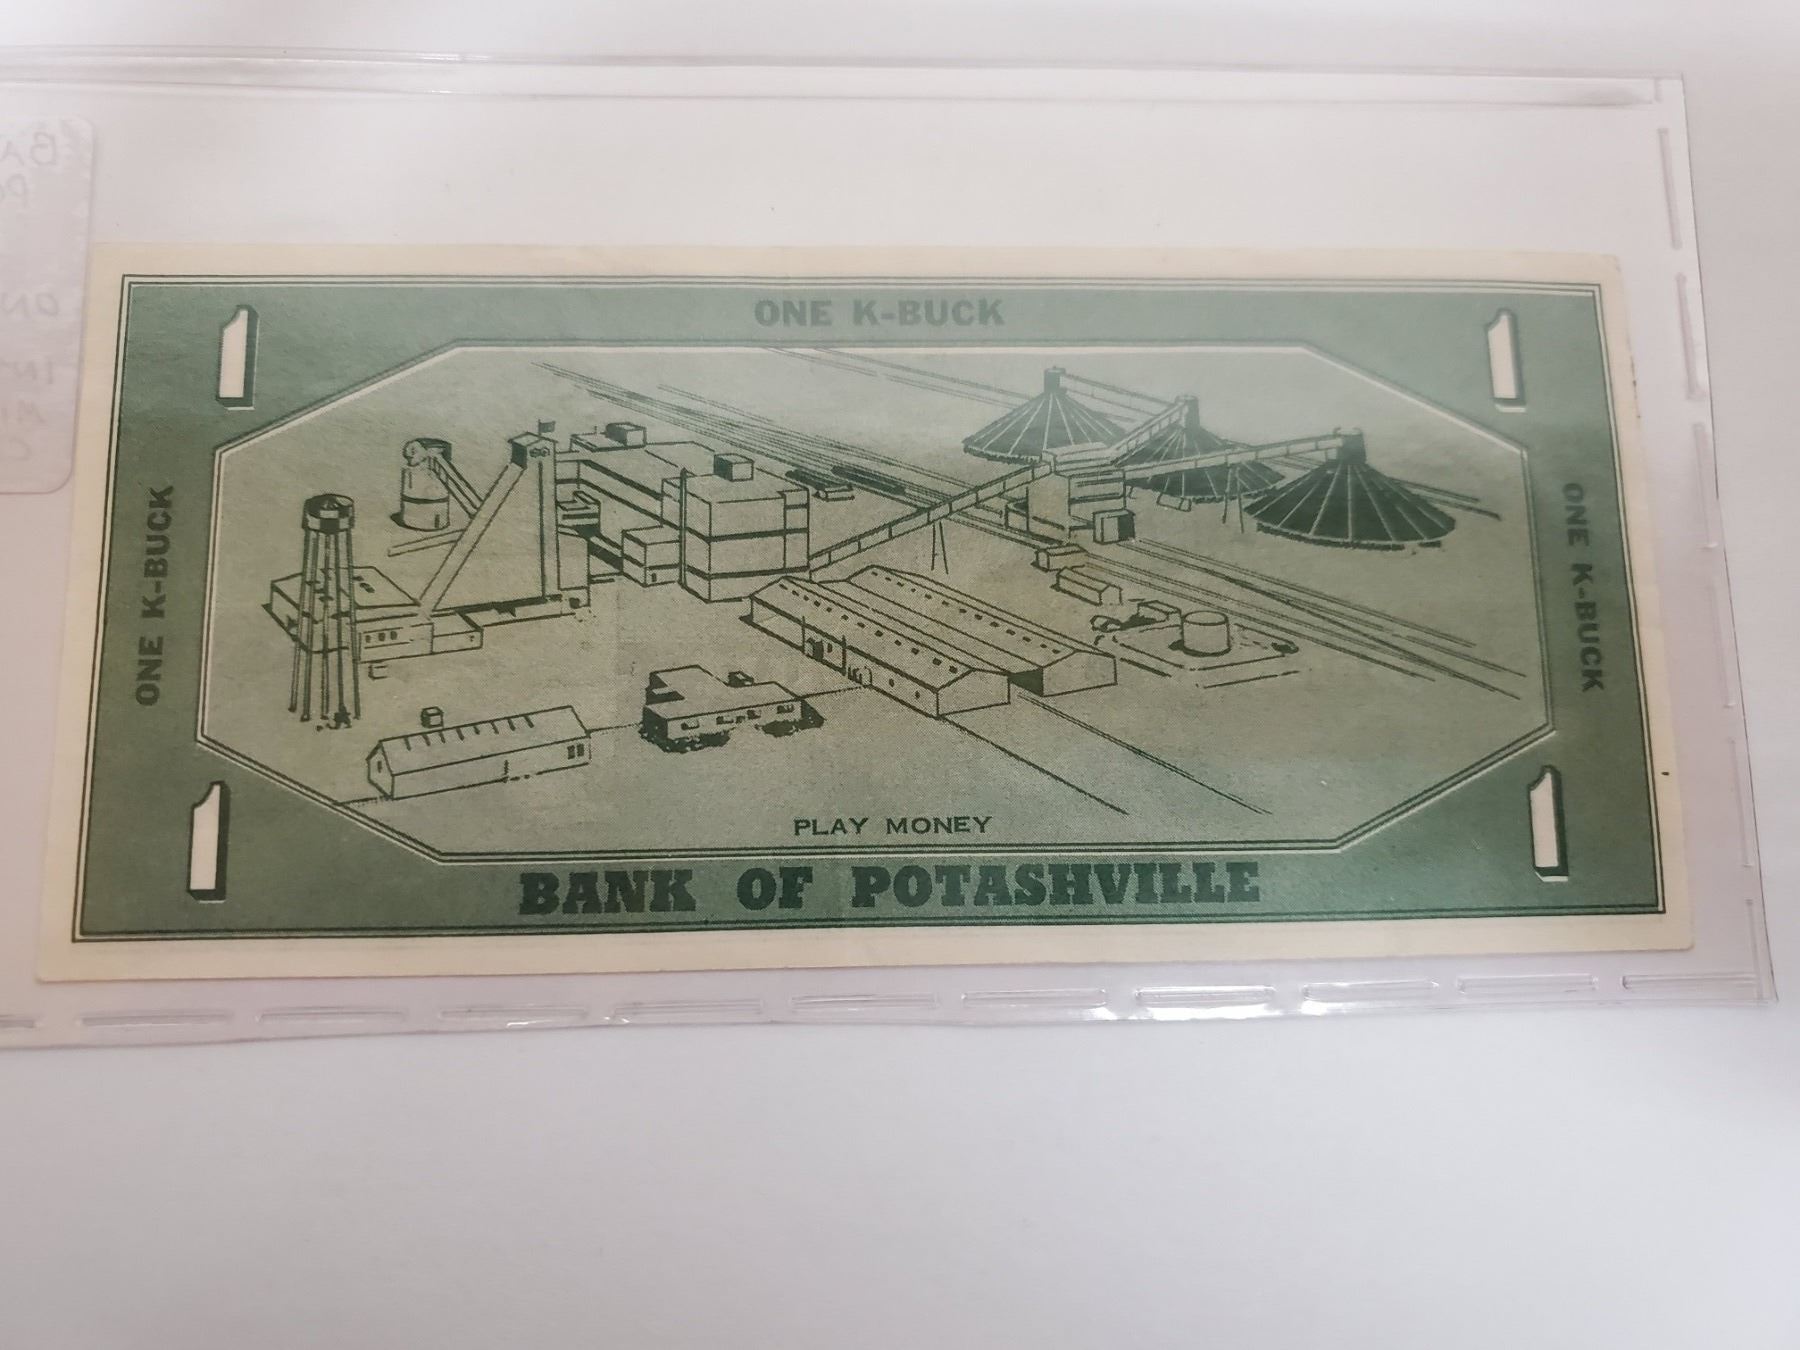 ONE K-BUCK
1
1
ONE K-BUCK
ONE K-BUCK
1
1
PLAY MONEY
BANK OF POTASHVILLE